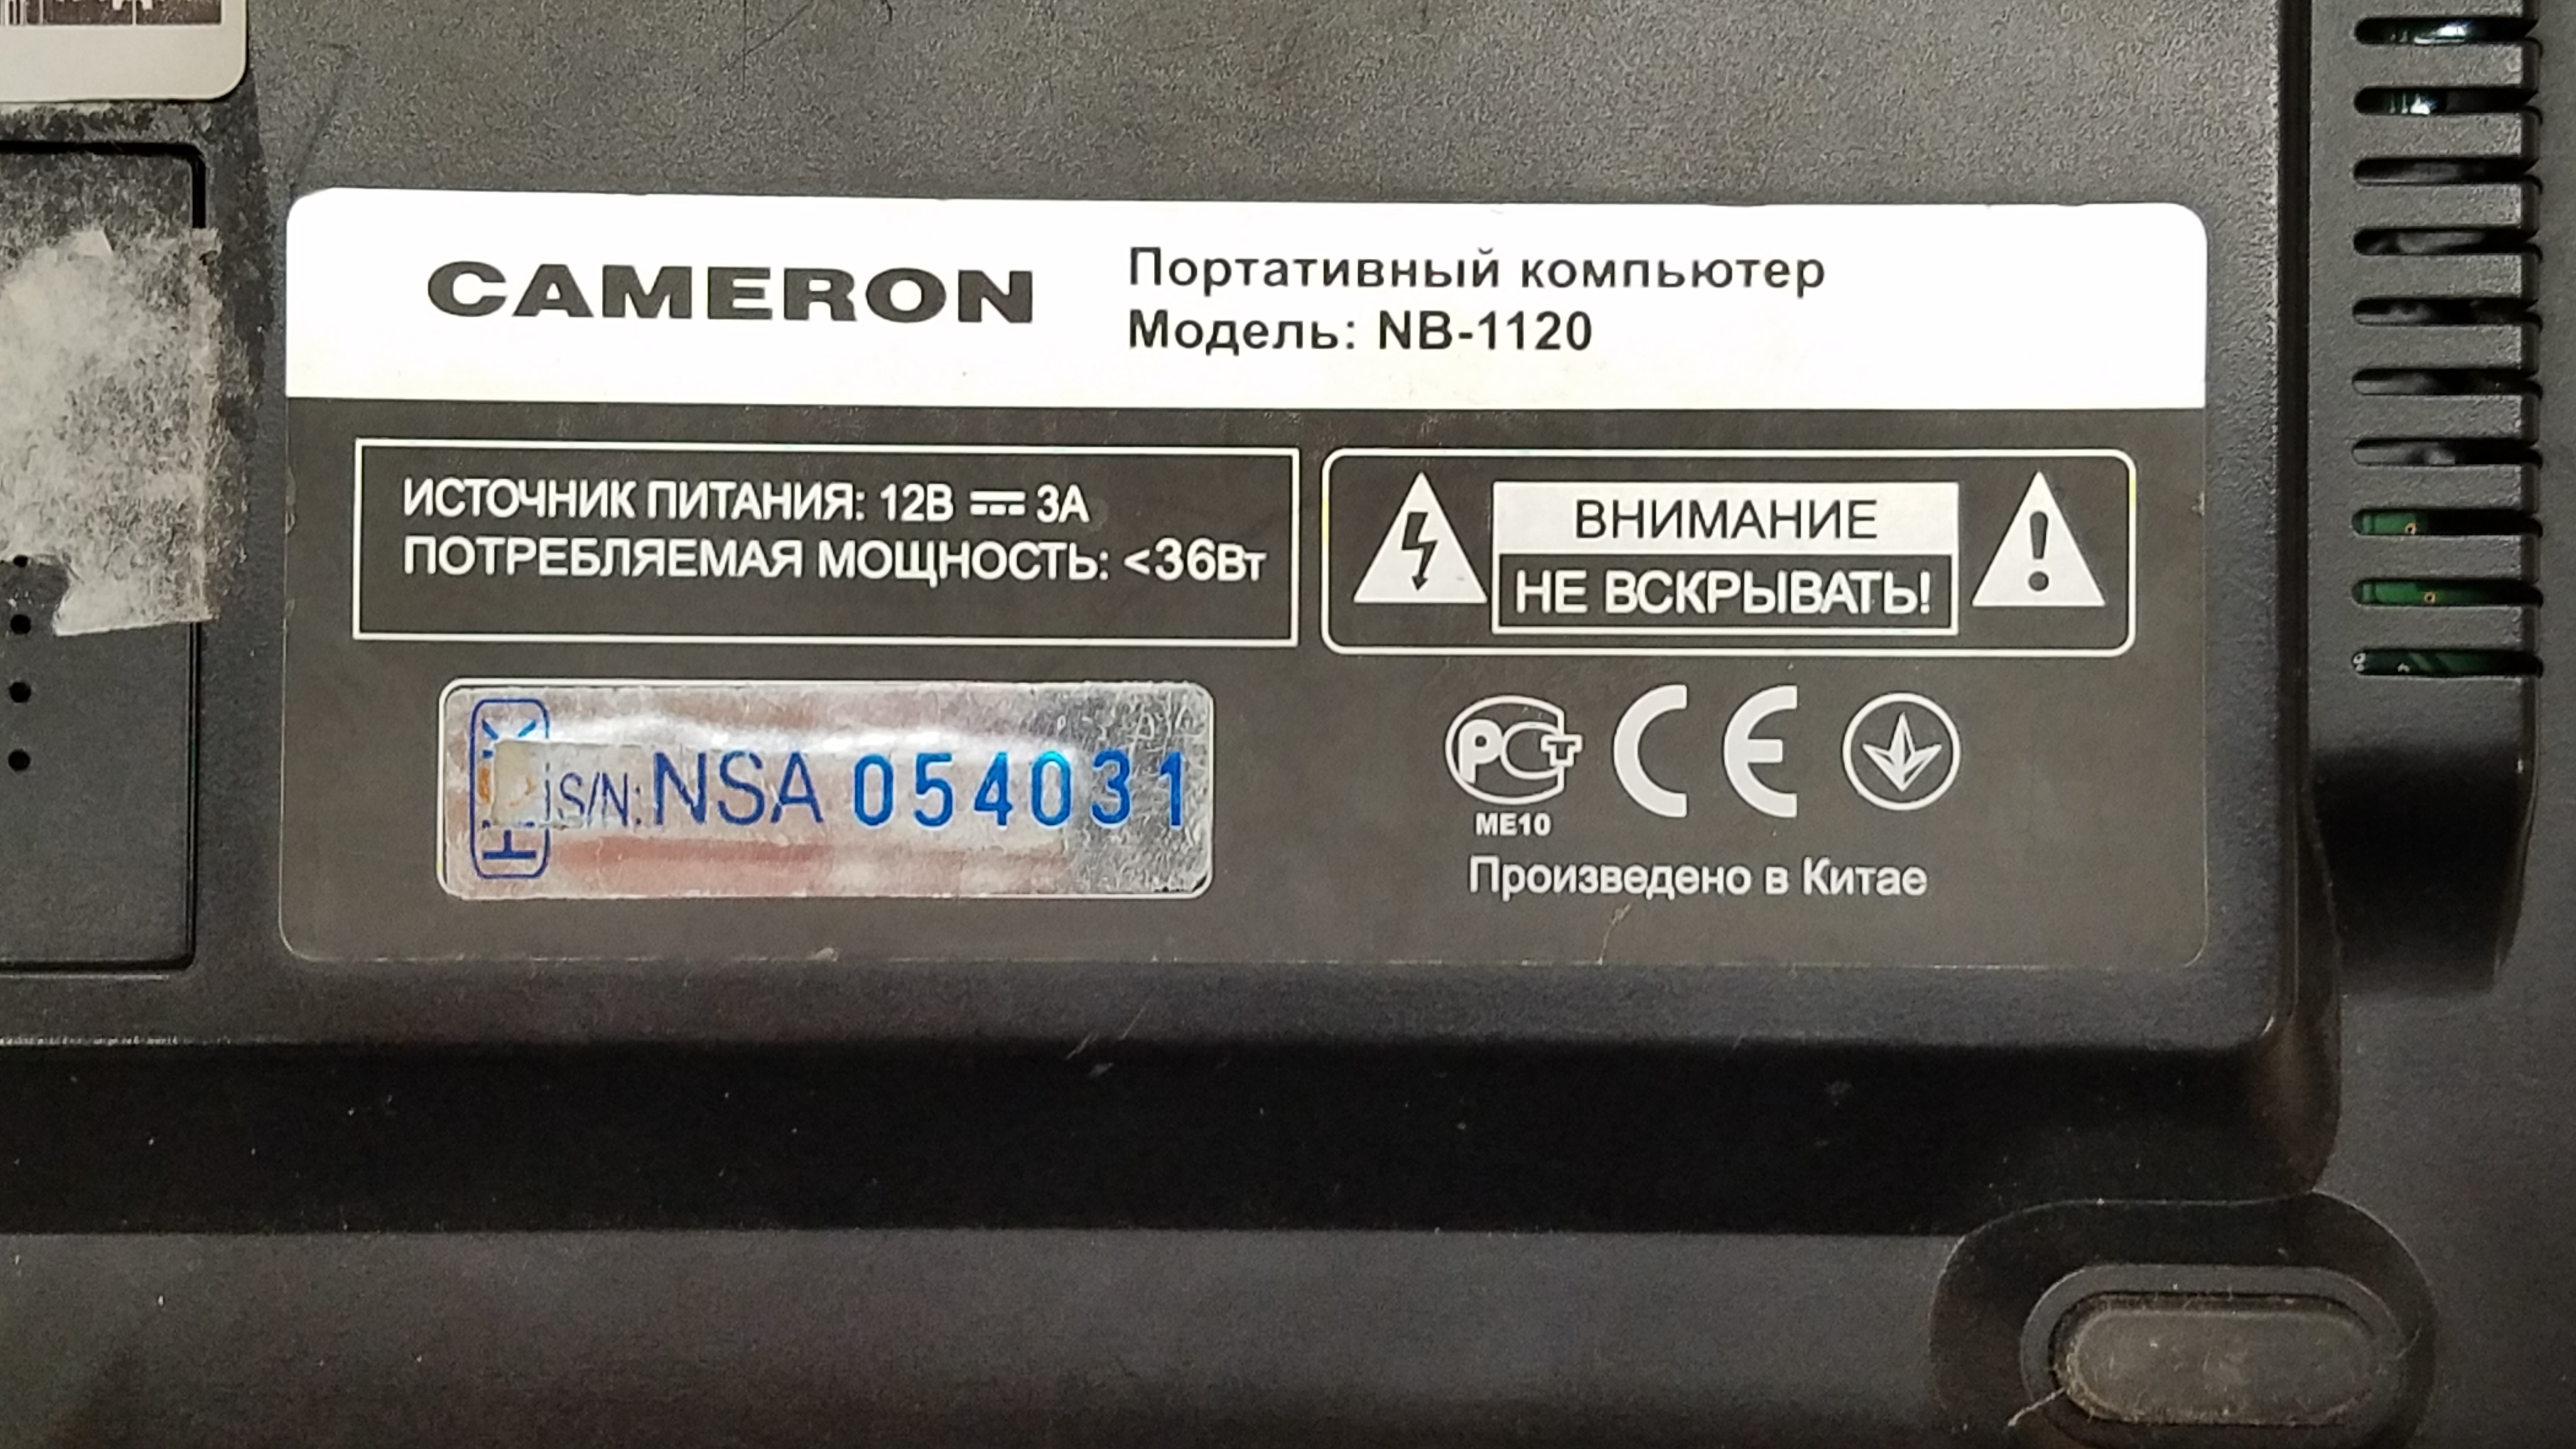 CAMERON
Портативный компьютер
Модель: NB-1120
ИСТОЧНИК ПИТАНИЯ: 12В ⎓ 3А
ПОТРЕБЛЯЕМАЯ МОЩНОСТЬ: <36Вт
ВНИМАНИЕ
НЕ ВСКРЫВАТЬ!
S/N: NSA 054031
РСТ CE
ME10
Произведено в Китае